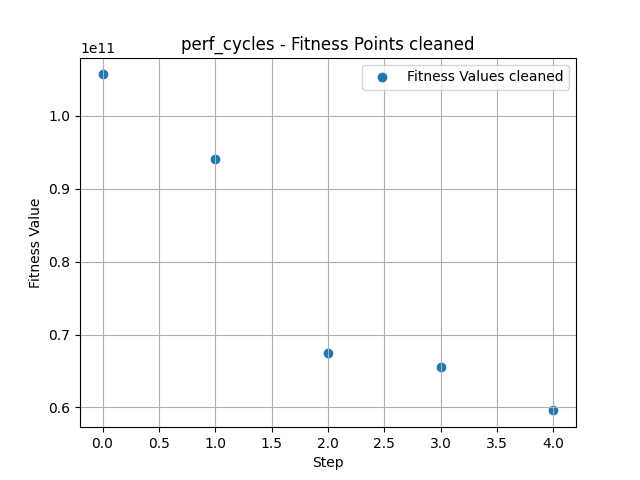 perf_cycles - Fitness Points cleaned
1e11
Fitness Values cleaned
1.0
0.9
0.8
0.7
0.6
Fitness Value
0.0 0.5 1.0 1.5 2.0 2.5 3.0 3.5 4.0
Step